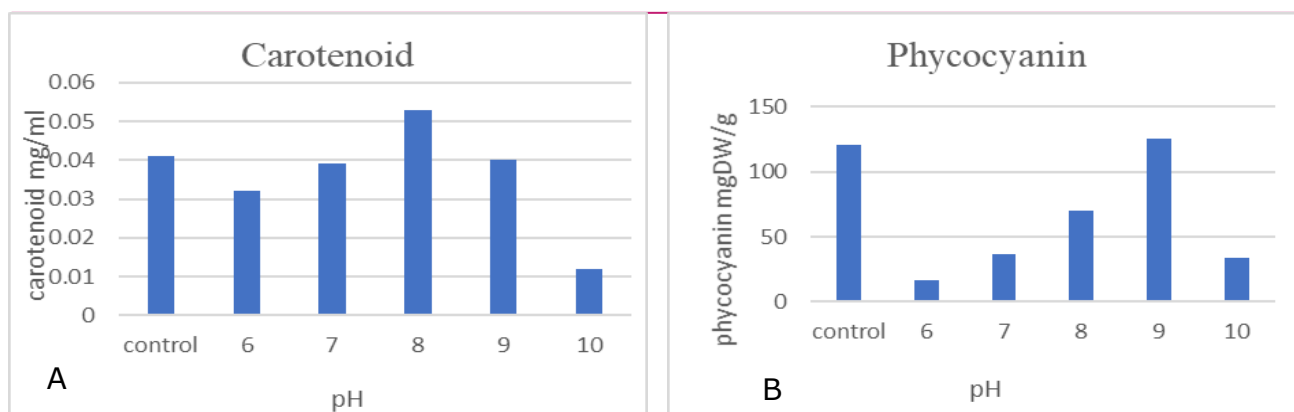 Carotenoid
carotenoid mg/ml
0.06
0.05
0.04
0.03
0.02
0.01
0
control 6 7 8 9 10
pH
A
Phycocyanin
phycocyanin mgDW/g
150
100
50
0
control 6 7 8 9 10
pH
B